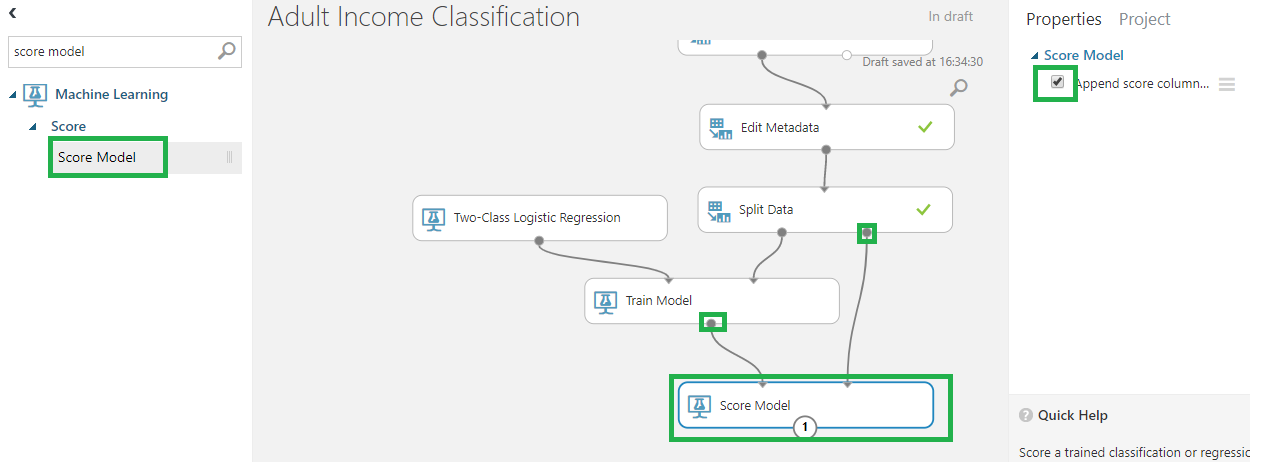 Adult Income Classification
In draft
Draft saved at 16:34:30
score model
Machine Learning
Score
Score Model
Edit Metadata
Split Data
Two-Class Logistic Regression
Train Model
Score Model
1
Properties Project
Score Model
Append score column...
? Quick Help
Score a trained classification or regressic